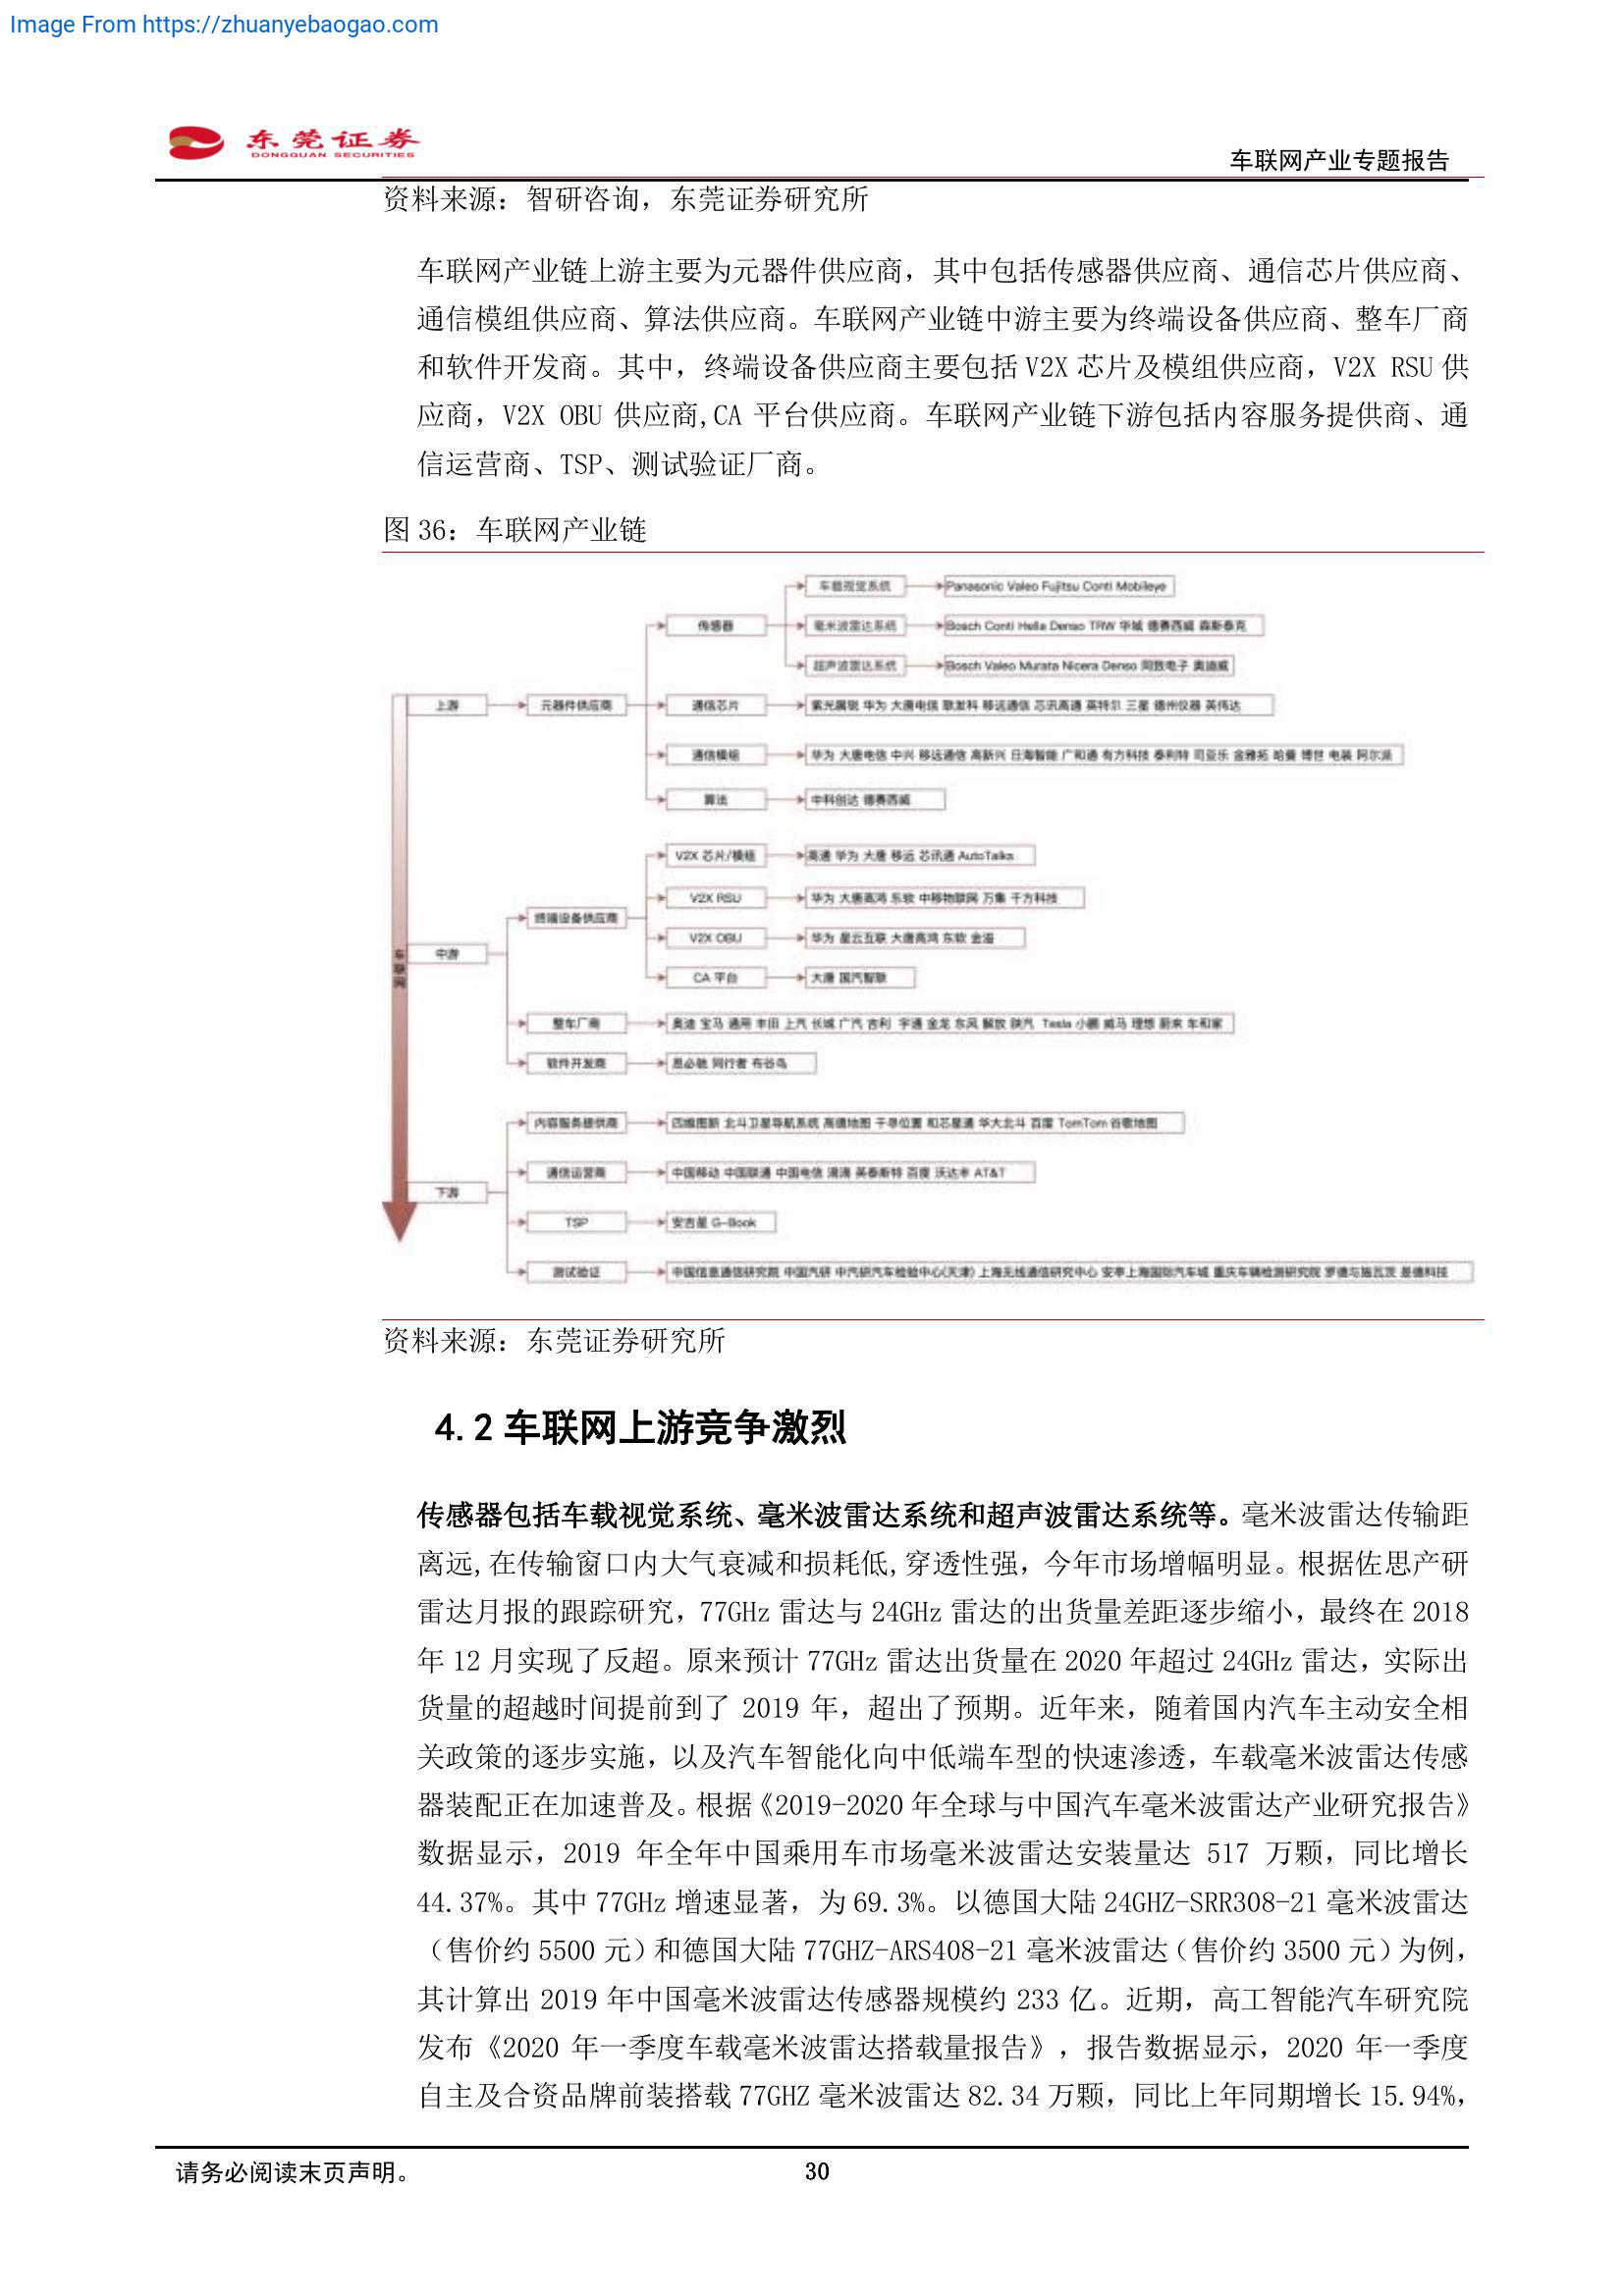 Image From https://zhuanyebaogao.com
东莞证券
DONGGUAN SECURITIES
车联网产业专题报告
资料来源：智研咨询，东莞证券研究所
车联网产业链上游主要为元器件供应商，其中包括传感器供应商、通信芯片供应商、
通信模组供应商、算法供应商。车联网产业链中游主要为终端设备供应商、整车厂商
和软件开发商。其中，终端设备供应商主要包括 V2X 芯片及模组供应商，V2X RSU 供
应商，V2X OBU 供应商,CA 平台供应商。车联网产业链下游包括内容服务提供商、通
信运营商、TSP、测试验证厂商。
图 36：车联网产业链
车载视觉系统
Panasonic Valeo Fujitsu Conti Mobileye
传感器
毫米波雷达系统
Bosch Conti Hella Denso TRW 华域 德赛西威 森斯泰克
超声波雷达系统
Bosch Valeo Murata Nicera Denso 同致电子 奥迪威
上游
元器件供应商
通信芯片
紫光展锐 华为 大唐电信 联发科 移远通信 芯讯高通 英特尔 三星 德州仪器 英伟达
通信模组
华为 大唐电信 中兴 移远通信 高新兴 日海智能 广和通 有方科技 泰利特 司亚乐 金雅拓 哈曼 博世 电装 阿尔派
算法
中科创达 德赛西威
V2X 芯片/模组
高通 华为 大唐 移远 芯讯通 AutoTalks
V2X RSU
华为 大唐高鸿 东软 中移物联网 万集 千方科技
终端设备供应商
V2X OBU
华为 星云互联 大唐高鸿 东软 金溢
车联网
中游
CA 平台
大唐 国汽智联
整车厂商
奥迪 宝马 通用 丰田 上汽 长城 广汽 吉利 宇通 金龙 东风 解放 陕汽 Tesla 小鹏 威马 理想 蔚来 车和家
软件开发商
思必驰 同行者 布谷鸟
内容服务提供商
四维图新 北斗卫星导航系统 高德地图 千寻位置 和芯星通 华大北斗 百度 TomTom 谷歌地图
通信运营商
中国移动 中国联通 中国电信 滴滴 英泰斯特 百度 沃达丰 AT&T
下游
TSP
安吉星 G-Book
测试验证
中国信息通信研究院 中国汽研 中汽研汽车检验中心(天津) 上海无线通信研究中心 安亭上海国际汽车城 重庆车辆检测研究院 罗德与施瓦茨 是德科技
资料来源：东莞证券研究所
4.2 车联网上游竞争激烈
传感器包括车载视觉系统、毫米波雷达系统和超声波雷达系统等。毫米波雷达传输距
离远,在传输窗口内大气衰减和损耗低,穿透性强，今年市场增幅明显。根据佐思产研
雷达月报的跟踪研究，77GHz 雷达与 24GHz 雷达的出货量差距逐步缩小，最终在 2018
年 12 月实现了反超。原来预计 77GHz 雷达出货量在 2020 年超过 24GHz 雷达，实际出
货量的超越时间提前到了 2019 年，超出了预期。近年来，随着国内汽车主动安全相
关政策的逐步实施，以及汽车智能化向中低端车型的快速渗透，车载毫米波雷达传感
器装配正在加速普及。根据《2019-2020 年全球与中国汽车毫米波雷达产业研究报告》
数据显示，2019 年全年中国乘用车市场毫米波雷达安装量达 517 万颗，同比增长
44.37%。其中 77GHz 增速显著，为 69.3%。以德国大陆 24GHZ-SRR308-21 毫米波雷达
（售价约 5500 元）和德国大陆 77GHZ-ARS408-21 毫米波雷达（售价约 3500 元）为例，
其计算出 2019 年中国毫米波雷达传感器规模约 233 亿。近期，高工智能汽车研究院
发布《2020 年一季度车载毫米波雷达搭载量报告》，报告数据显示，2020 年一季度
自主及合资品牌前装搭载 77GHZ 毫米波雷达 82.34 万颗，同比上年同期增长 15.94%，
请务必阅读末页声明。
30